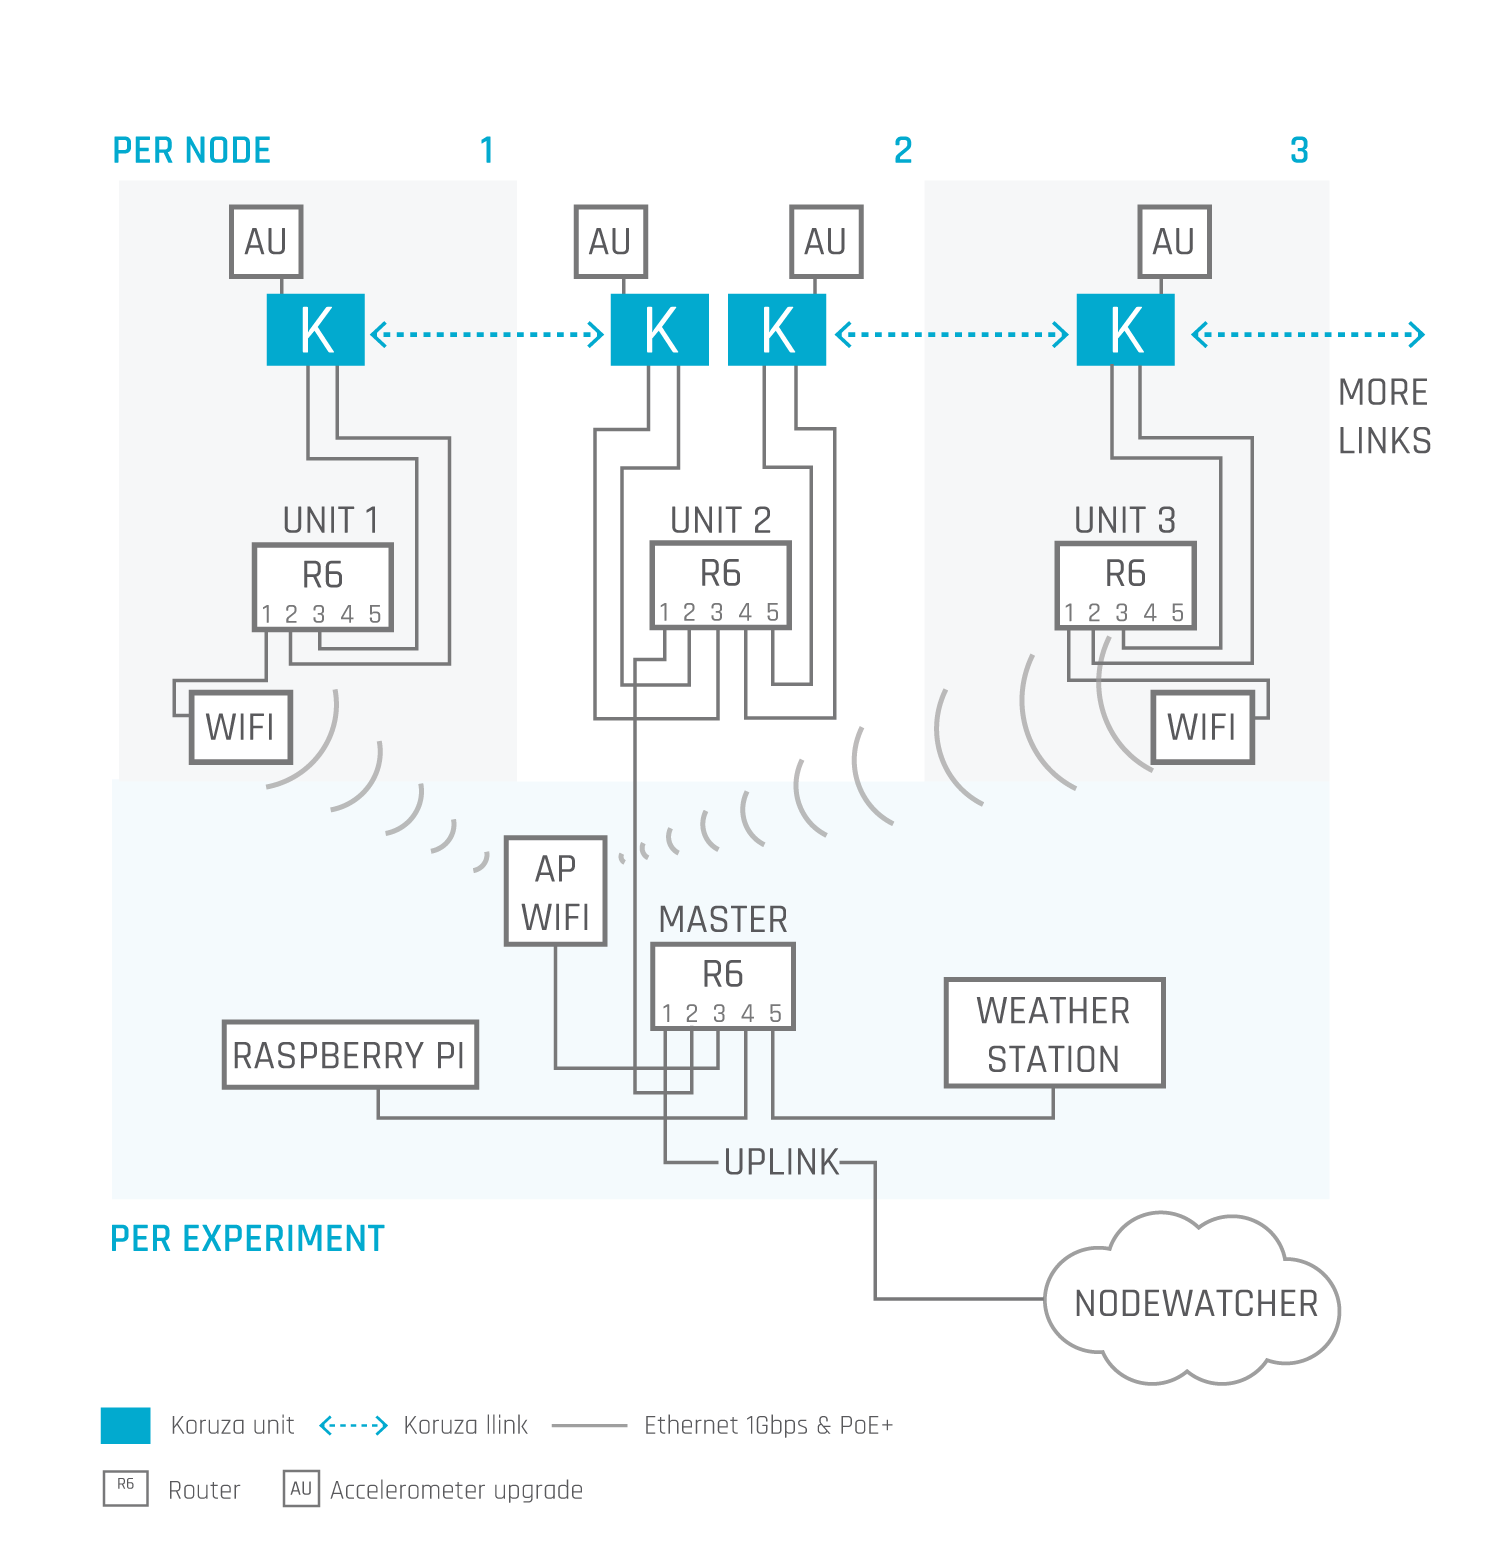 PER NODE 1 2 3
AU AU AU AU
K K K K
MORE
LINKS
UNIT 1 UNIT 2 UNIT 3
R6 R6 R6
1 2 3 4 5 1 2 3 4 5 1 2 3 4 5
WIFI WIFI
AP
WIFI
MASTER
R6
1 2 3 4 5
WEATHER
STATION
RASPBERRY PI
UPLINK
PER EXPERIMENT
NODEWATCHER
Koruza unit Koruza llink Ethernet 1Gbps & PoE+
R6 Router AU Accelerometer upgrade